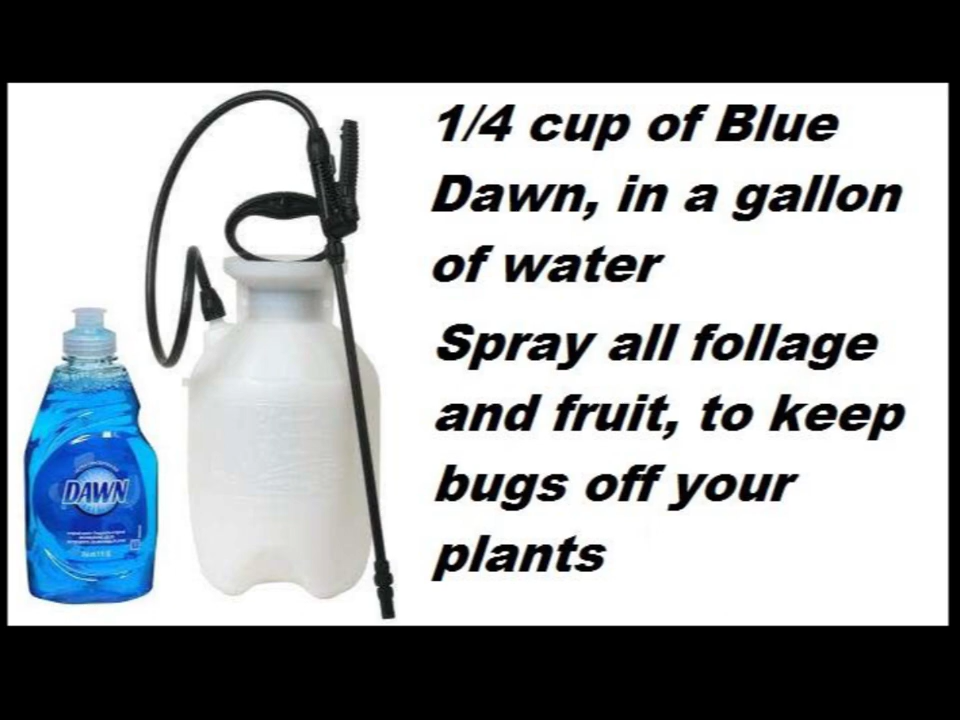 1/4 cup of Blue
Dawn, in a gallon
of water
Spray all follage
and fruit, to keep
bugs off your
plants
DAWN